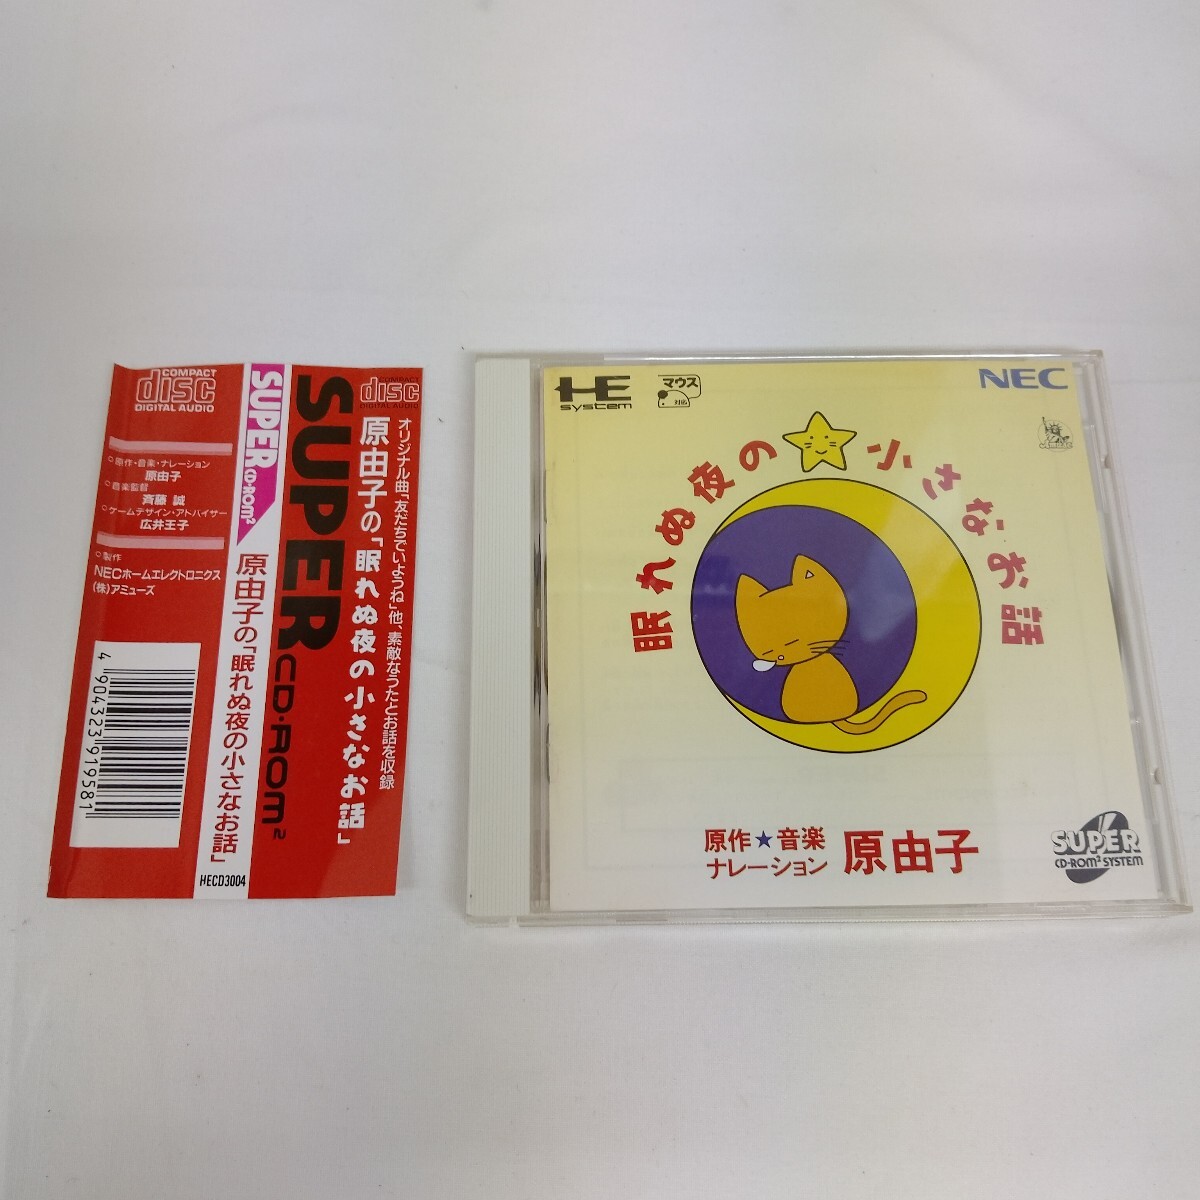 COMPACT
disc
DIGITAL AUDIO
原作・音楽・ナレーション
原由子
音楽監督
斉藤 誠
ゲームデザイン・アドバイザー
広井王子
製作
NECホームエレクトロニクス
(株)アミューズ
4 904323 919581
SUPER CD・ROM²
原由子の「眠れぬ夜の小さなお話」
HECD3004
SUPER CD・ROM²
COMPACT
disc
DIGITAL AUDIO
オリジナル曲「友だちでいようね」他、素敵なうたとお話を収録
原由子の「眠れぬ夜の小さなお話」
HE
system
マウス
対応
NEC
眠れぬ夜の小さなお話
原作★音楽
ナレーション
原由子
SUPER
CD-ROM² SYSTEM